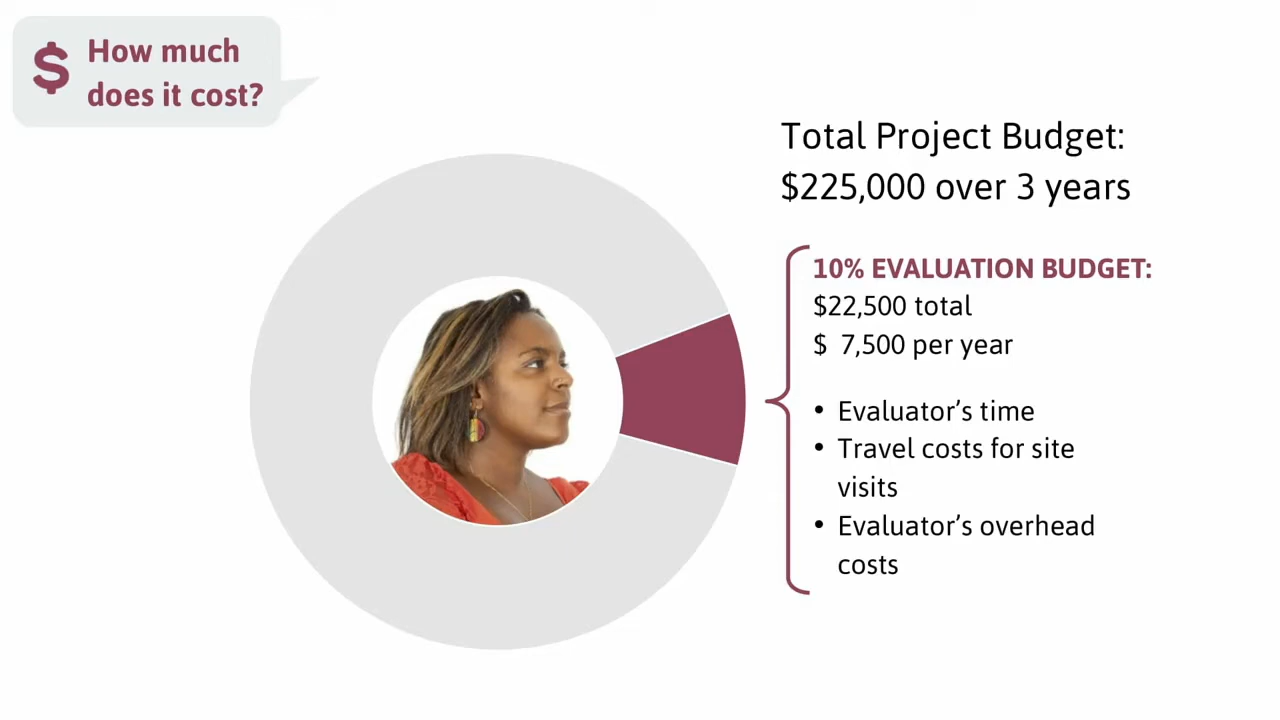 $ How much
does it cost?
Total Project Budget:
$225,000 over 3 years
10% EVALUATION BUDGET:
$22,500 total
$ 7,500 per year
• Evaluator’s time
• Travel costs for site
visits
• Evaluator’s overhead
costs